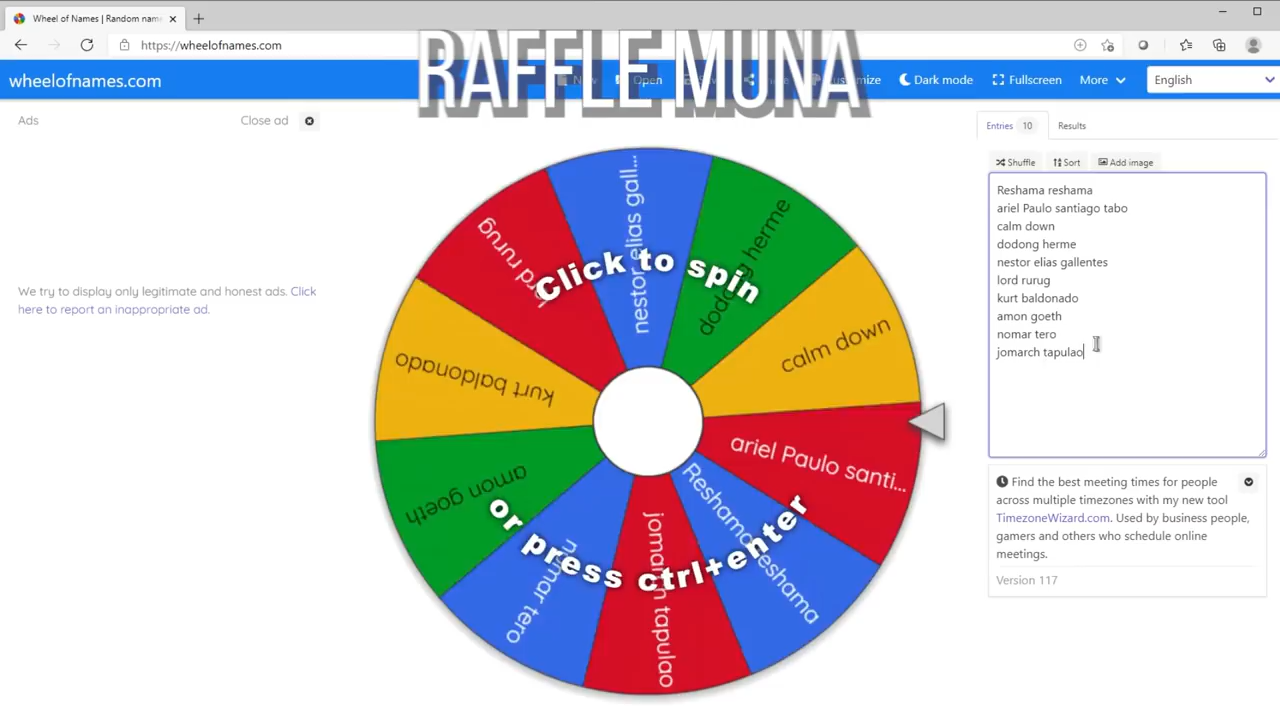 Wheel of Names | Random nam
https://wheelofnames.com
RAFFLE MUNA
wheelofnames.com
New
Open
Customize
Dark mode
Fullscreen
More
English
Ads
Close ad
We try to display only legitimate and honest ads. Click
here to report an inappropriate ad.
nestor elias gall...
dodong herme
calm down
ariel Paulo santi...
Reshama reshama
jomarch tapulao
nomar tero
amon goeth
kurt baldonado
lord rurug
Click to spin
or press ctrl+enter
Entries 10
Results
Shuffle
Sort
Add image
Reshama reshama
ariel Paulo santiago tabo
calm down
dodong herme
nestor elias gallentes
lord rurug
kurt baldonado
amon goeth
nomar tero
jomarch tapulao
Find the best meeting times for people
across multiple timezones with my new tool
TimezoneWizard.com. Used by business people,
gamers and others who schedule online
meetings.
Version 117